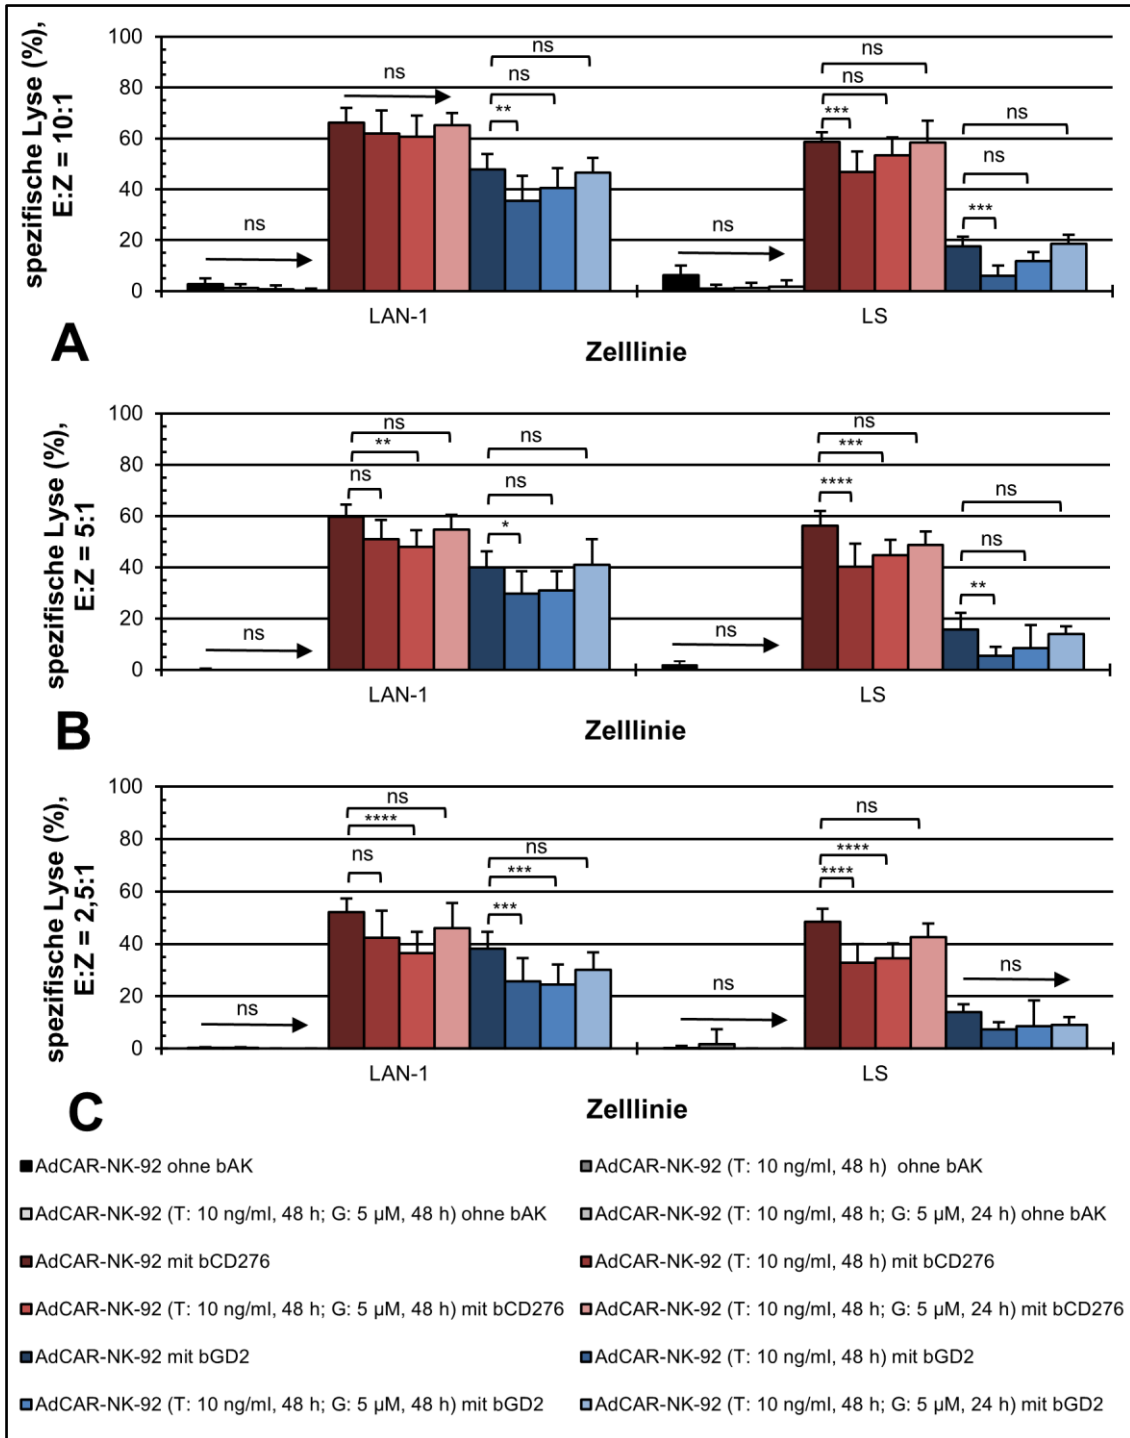 spezifische Lyse (%),
E:Z = 10:1
100
80
60
40
20
0
ns
ns
**
ns
ns
ns
***
ns
ns
***
ns
ns
LAN-1
LS
Zelllinie
A
spezifische Lyse (%),
E:Z = 5:1
100
80
60
40
20
0
ns
ns
**
ns
*
ns
ns
ns
****
***
ns
**
ns
ns
LAN-1
LS
Zelllinie
B
spezifische Lyse (%),
E:Z = 2,5:1
100
80
60
40
20
0
ns
ns
****
ns
***
***
ns
ns
****
****
ns
ns
LAN-1
LS
Zelllinie
C
AdCAR-NK-92 ohne bAK
AdCAR-NK-92 (T: 10 ng/ml, 48 h) ohne bAK
AdCAR-NK-92 (T: 10 ng/ml, 48 h; G: 5 µM, 48 h) ohne bAK
AdCAR-NK-92 (T: 10 ng/ml, 48 h; G: 5 µM, 24 h) ohne bAK
AdCAR-NK-92 mit bCD276
AdCAR-NK-92 (T: 10 ng/ml, 48 h) mit bCD276
AdCAR-NK-92 (T: 10 ng/ml, 48 h; G: 5 µM, 48 h) mit bCD276
AdCAR-NK-92 (T: 10 ng/ml, 48 h; G: 5 µM, 24 h) mit bCD276
AdCAR-NK-92 mit bGD2
AdCAR-NK-92 (T: 10 ng/ml, 48 h) mit bGD2
AdCAR-NK-92 (T: 10 ng/ml, 48 h; G: 5 µM, 48 h) mit bGD2
AdCAR-NK-92 (T: 10 ng/ml, 48 h; G: 5 µM, 24 h) mit bGD2